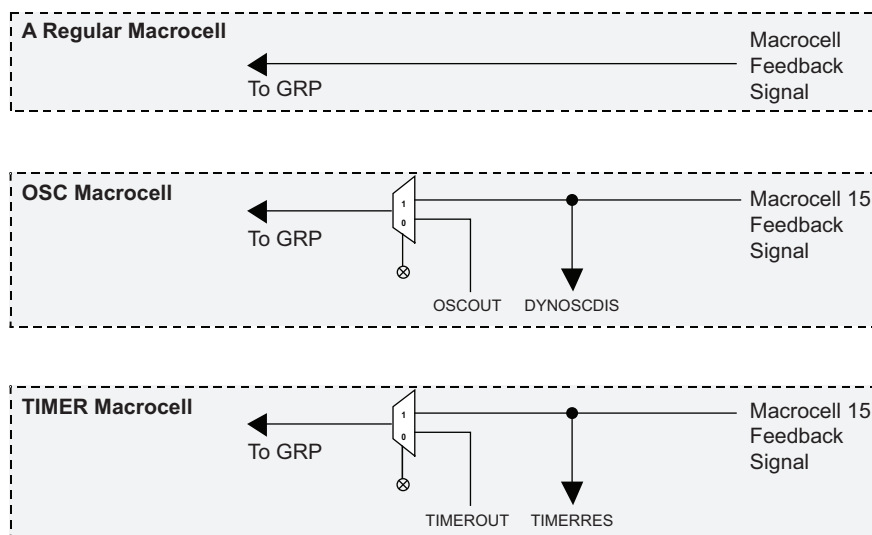 A Regular Macrocell
Macrocell
Feedback
Signal
To GRP
OSC Macrocell
1
0
Macrocell 15
Feedback
Signal
To GRP
OSCOUT DYNOSCDIS
TIMER Macrocell
1
0
Macrocell 15
Feedback
Signal
To GRP
TIMEROUT TIMERRES